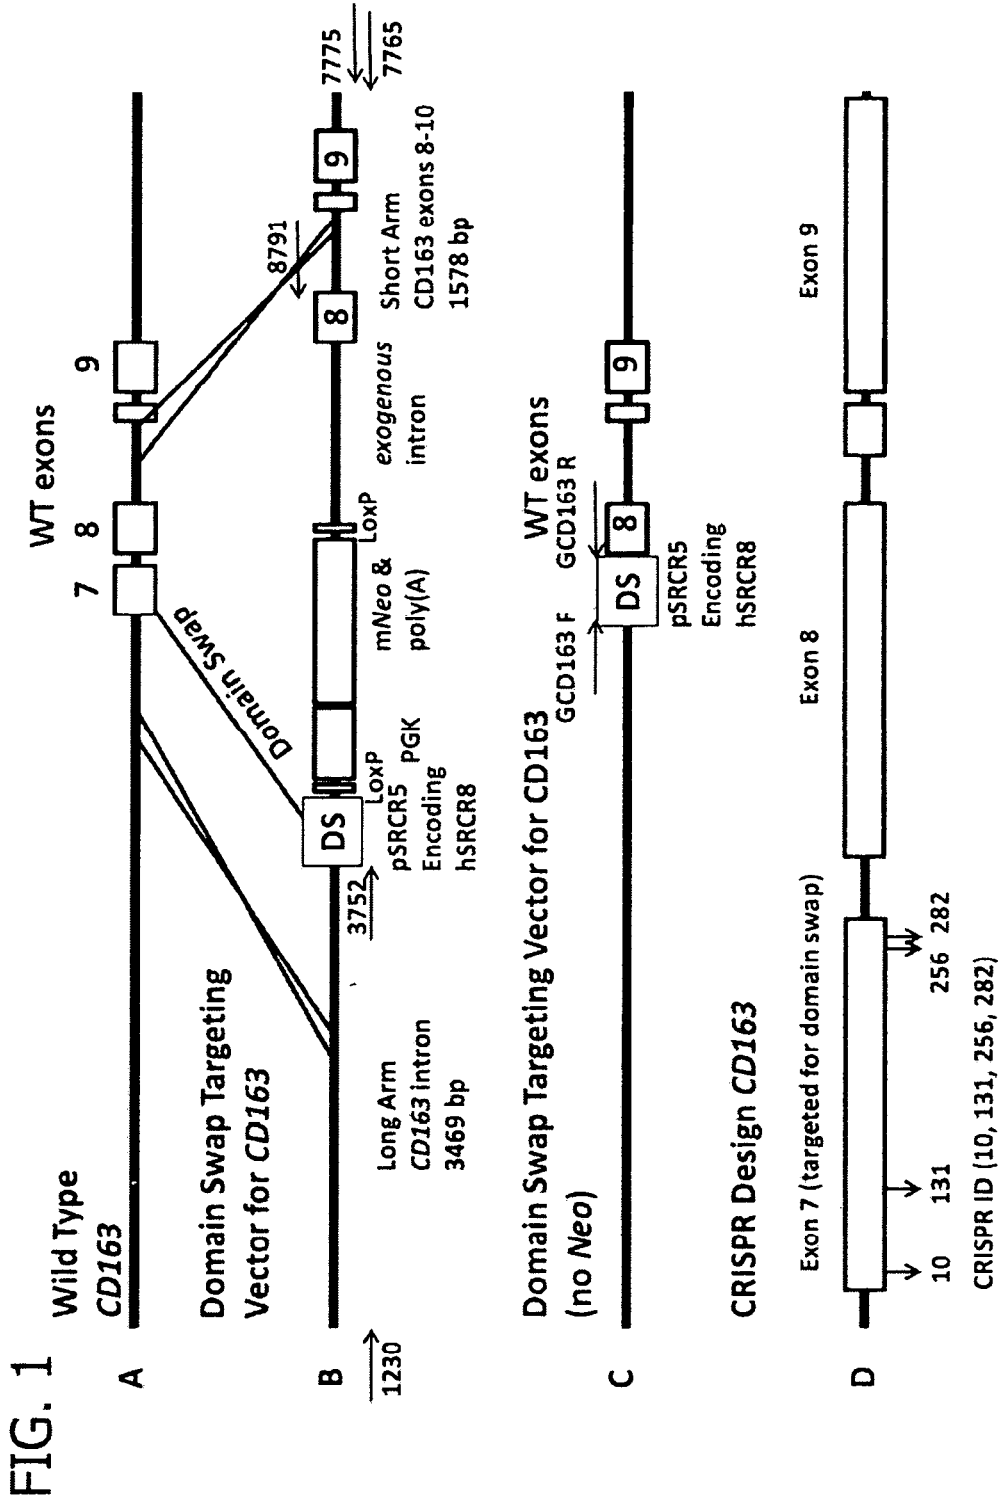 FIG. 1
A
Wild Type
CD163
WT exons
7
8
9
Domain Swap
B
Domain Swap Targeting
Vector for CD163
8791
7775
7765
DS
8
9
1230
3752
LoxP
PGK
mNeo &
poly(A)
LoxP
exogenous
intron
Long Arm
CD163 intron
3469 bp
pSRCR5
Encoding
hSRCR8
Short Arm
CD163 exons 8-10
1578 bp
C
Domain Swap Targeting Vector for CD163
(no Neo)
WT exons
GCD163 F
GCD163 R
DS
8
9
pSRCR5
Encoding
hSRCR8
D
CRISPR Design CD163
Exon 7 (targeted for domain swap)
Exon 8
Exon 9
10
131
256
282
CRISPR ID (10, 131, 256, 282)